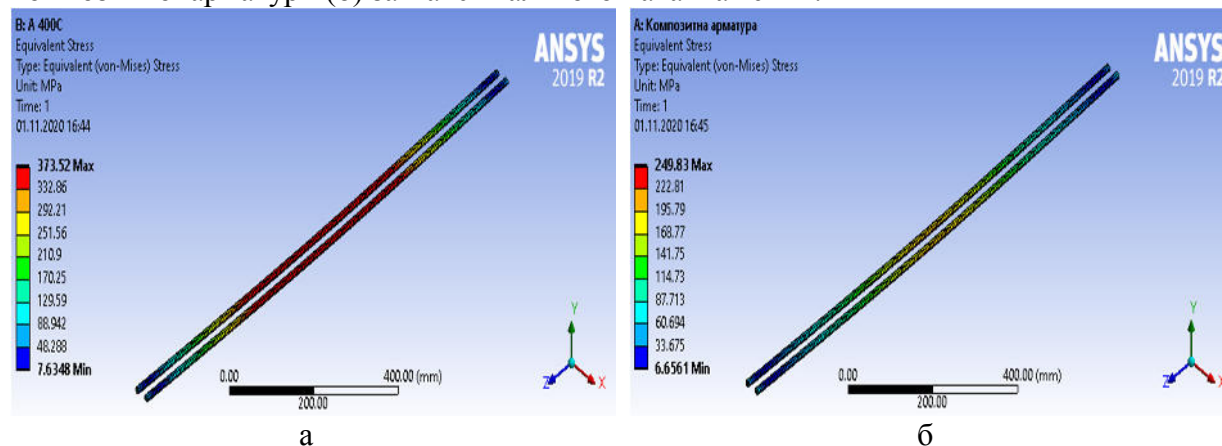 B: A 400C
Equivalent Stress
Type: Equivalent (von-Mises) Stress
Unit: MPa
Time: 1
01.11.2020 16:44
ANSYS
2019 R2
373.52 Max
332.86
292.21
251.56
210.9
170.25
129.59
88.942
48.288
7.6348 Min
0.00
400.00 (mm)
200.00
Y
Z
X
а
A: Композитна арматура
Equivalent Stress
Type: Equivalent (von-Mises) Stress
Unit: MPa
Time: 1
01.11.2020 16:45
ANSYS
2019 R2
249.83 Max
222.81
195.79
168.77
141.75
114.73
87.713
60.694
33.675
6.6561 Min
0.00
400.00 (mm)
200.00
Y
Z
X
б